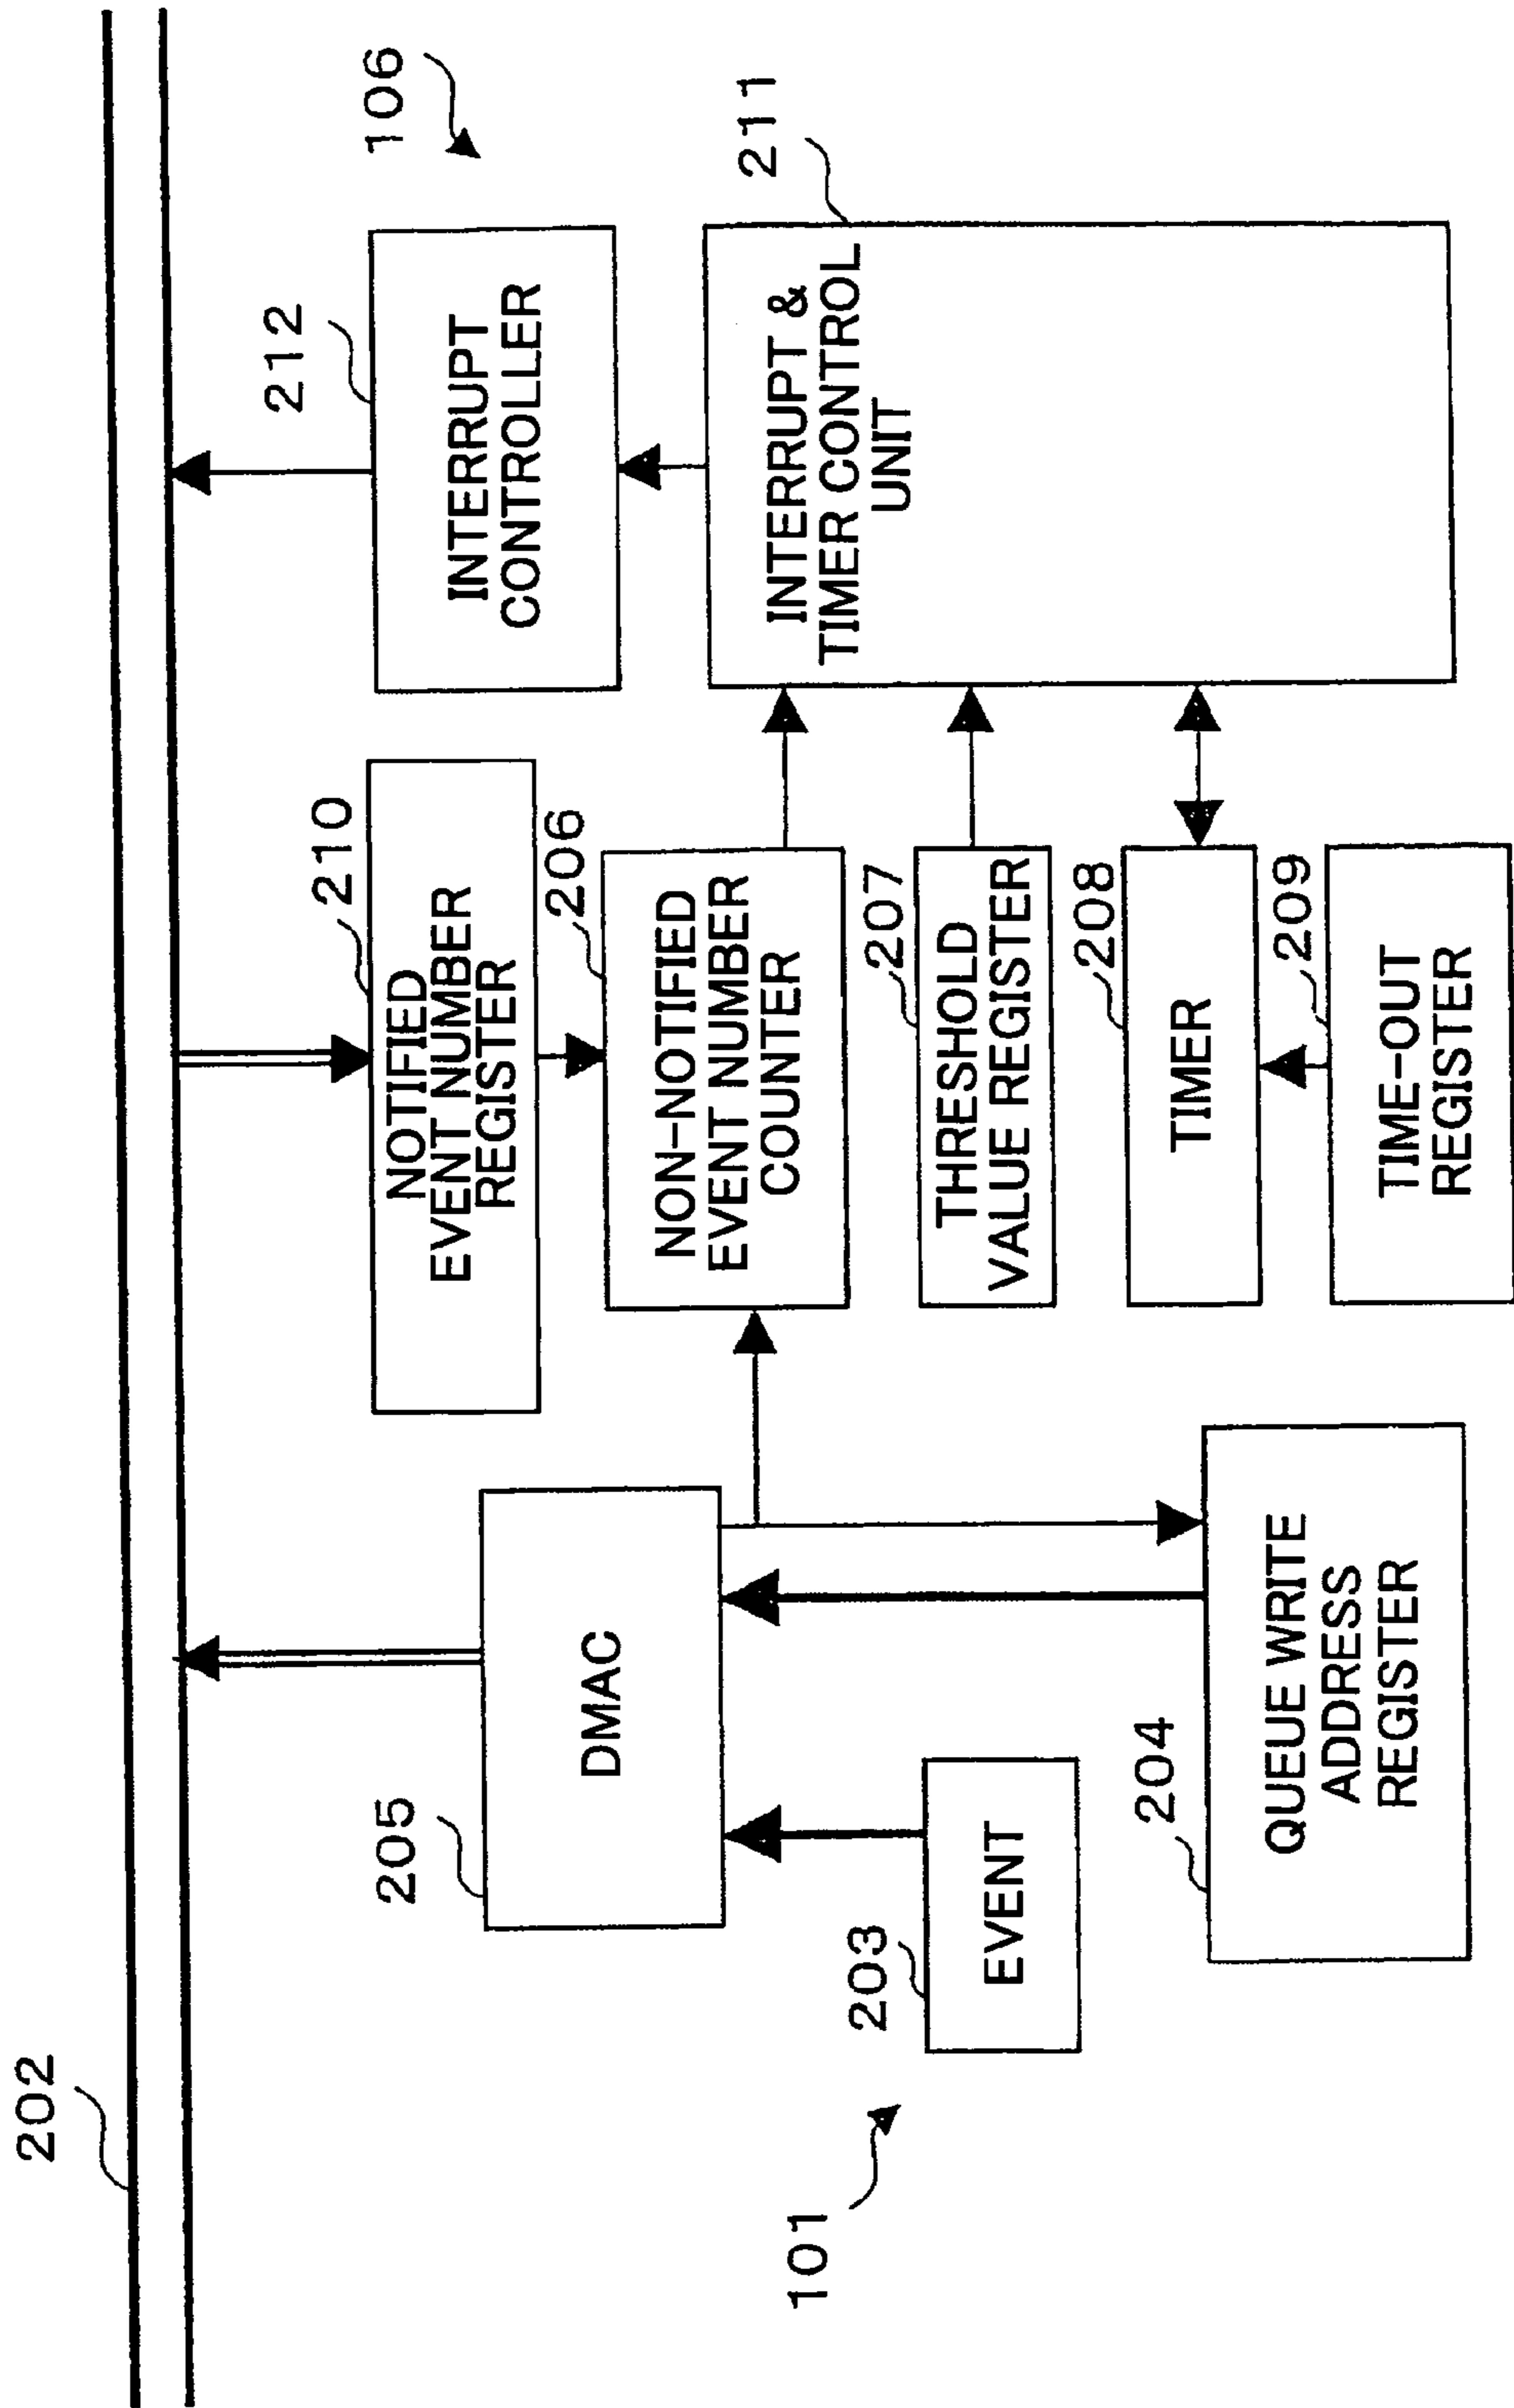 202
101
205
DMAC
203
EVENT
204
QUEUE WRITE
ADDRESS
REGISTER
210
NOTIFIED
EVENT NUMBER
REGISTER
206
NON-NOTIFIED
EVENT NUMBER
COUNTER
207
THRESHOLD
VALUE REGISTER
208
TIMER
209
TIME-OUT
REGISTER
106
212
INTERRUPT
CONTROLLER
211
INTERRUPT &
TIMER CONTROL
UNIT